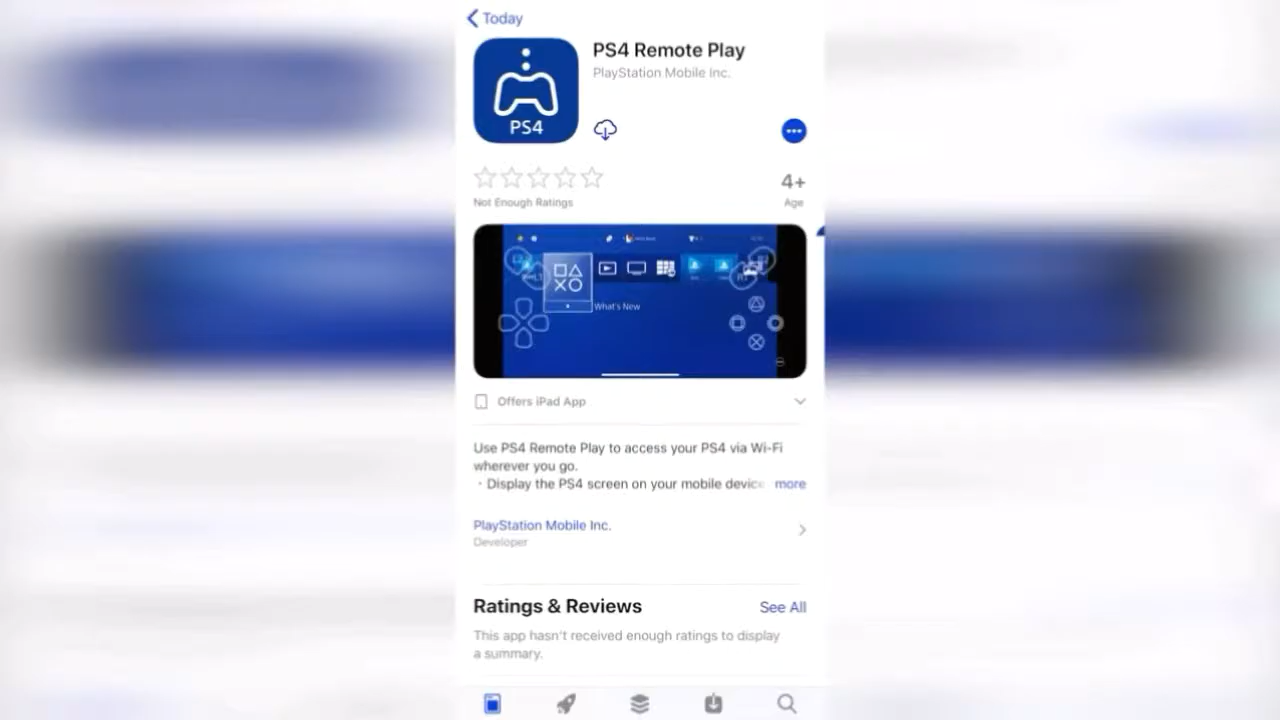 Today
PS4 Remote Play
PlayStation Mobile Inc.
PS4
4+
Not Enough Ratings
Age
What's New
Offers iPad App
Use PS4 Remote Play to access your PS4 via Wi-Fi
wherever you go.
· Display the PS4 screen on your mobile device more
PlayStation Mobile Inc.
Developer
Ratings & Reviews See All
This app hasn't received enough ratings to display
a summary.